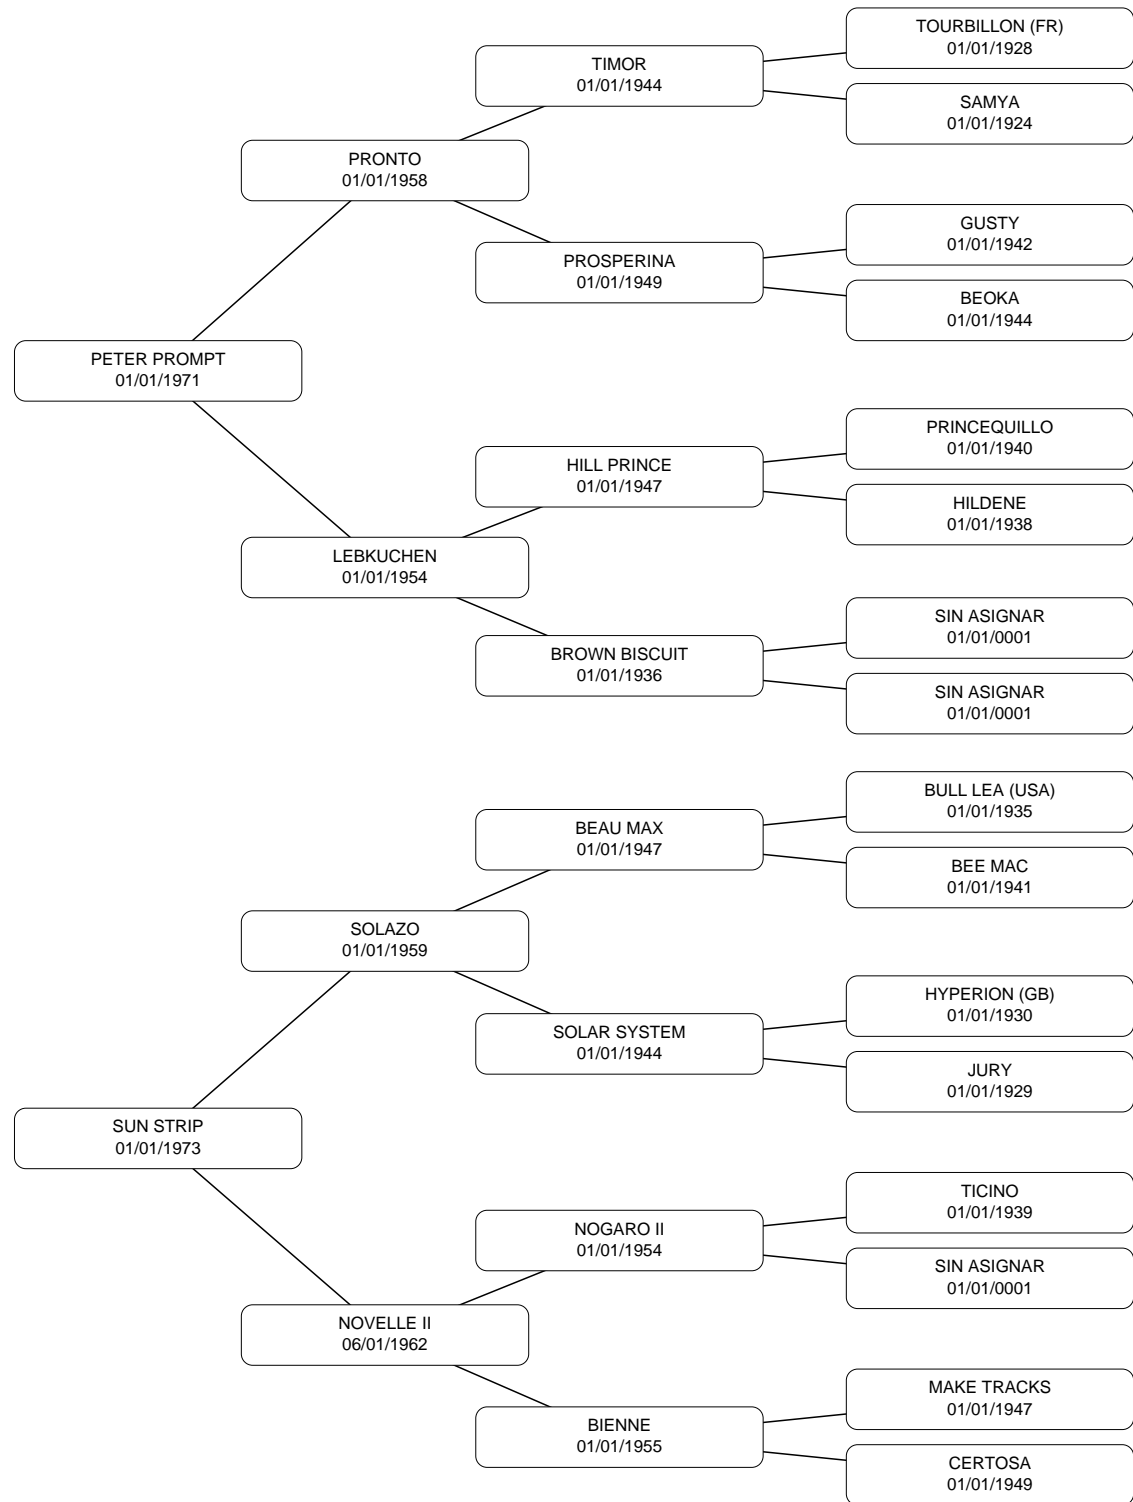 TOURBILLON (FR)
01/01/1928
TIMOR
01/01/1944
SAMYA
01/01/1924
PRONTO
01/01/1958
GUSTY
01/01/1942
PROSPERINA
01/01/1949
BEOKA
01/01/1944
PETER PROMPT
01/01/1971
PRINCEQUILLO
01/01/1940
HILL PRINCE
01/01/1947
HILDENE
01/01/1938
LEBKUCHEN
01/01/1954
SIN ASIGNAR
01/01/0001
BROWN BISCUIT
01/01/1936
SIN ASIGNAR
01/01/0001
BULL LEA (USA)
01/01/1935
BEAU MAX
01/01/1947
BEE MAC
01/01/1941
SOLAZO
01/01/1959
HYPERION (GB)
01/01/1930
SOLAR SYSTEM
01/01/1944
JURY
01/01/1929
SUN STRIP
01/01/1973
TICINO
01/01/1939
NOGARO II
01/01/1954
SIN ASIGNAR
01/01/0001
NOVELLE II
06/01/1962
MAKE TRACKS
01/01/1947
BIENNE
01/01/1955
CERTOSA
01/01/1949